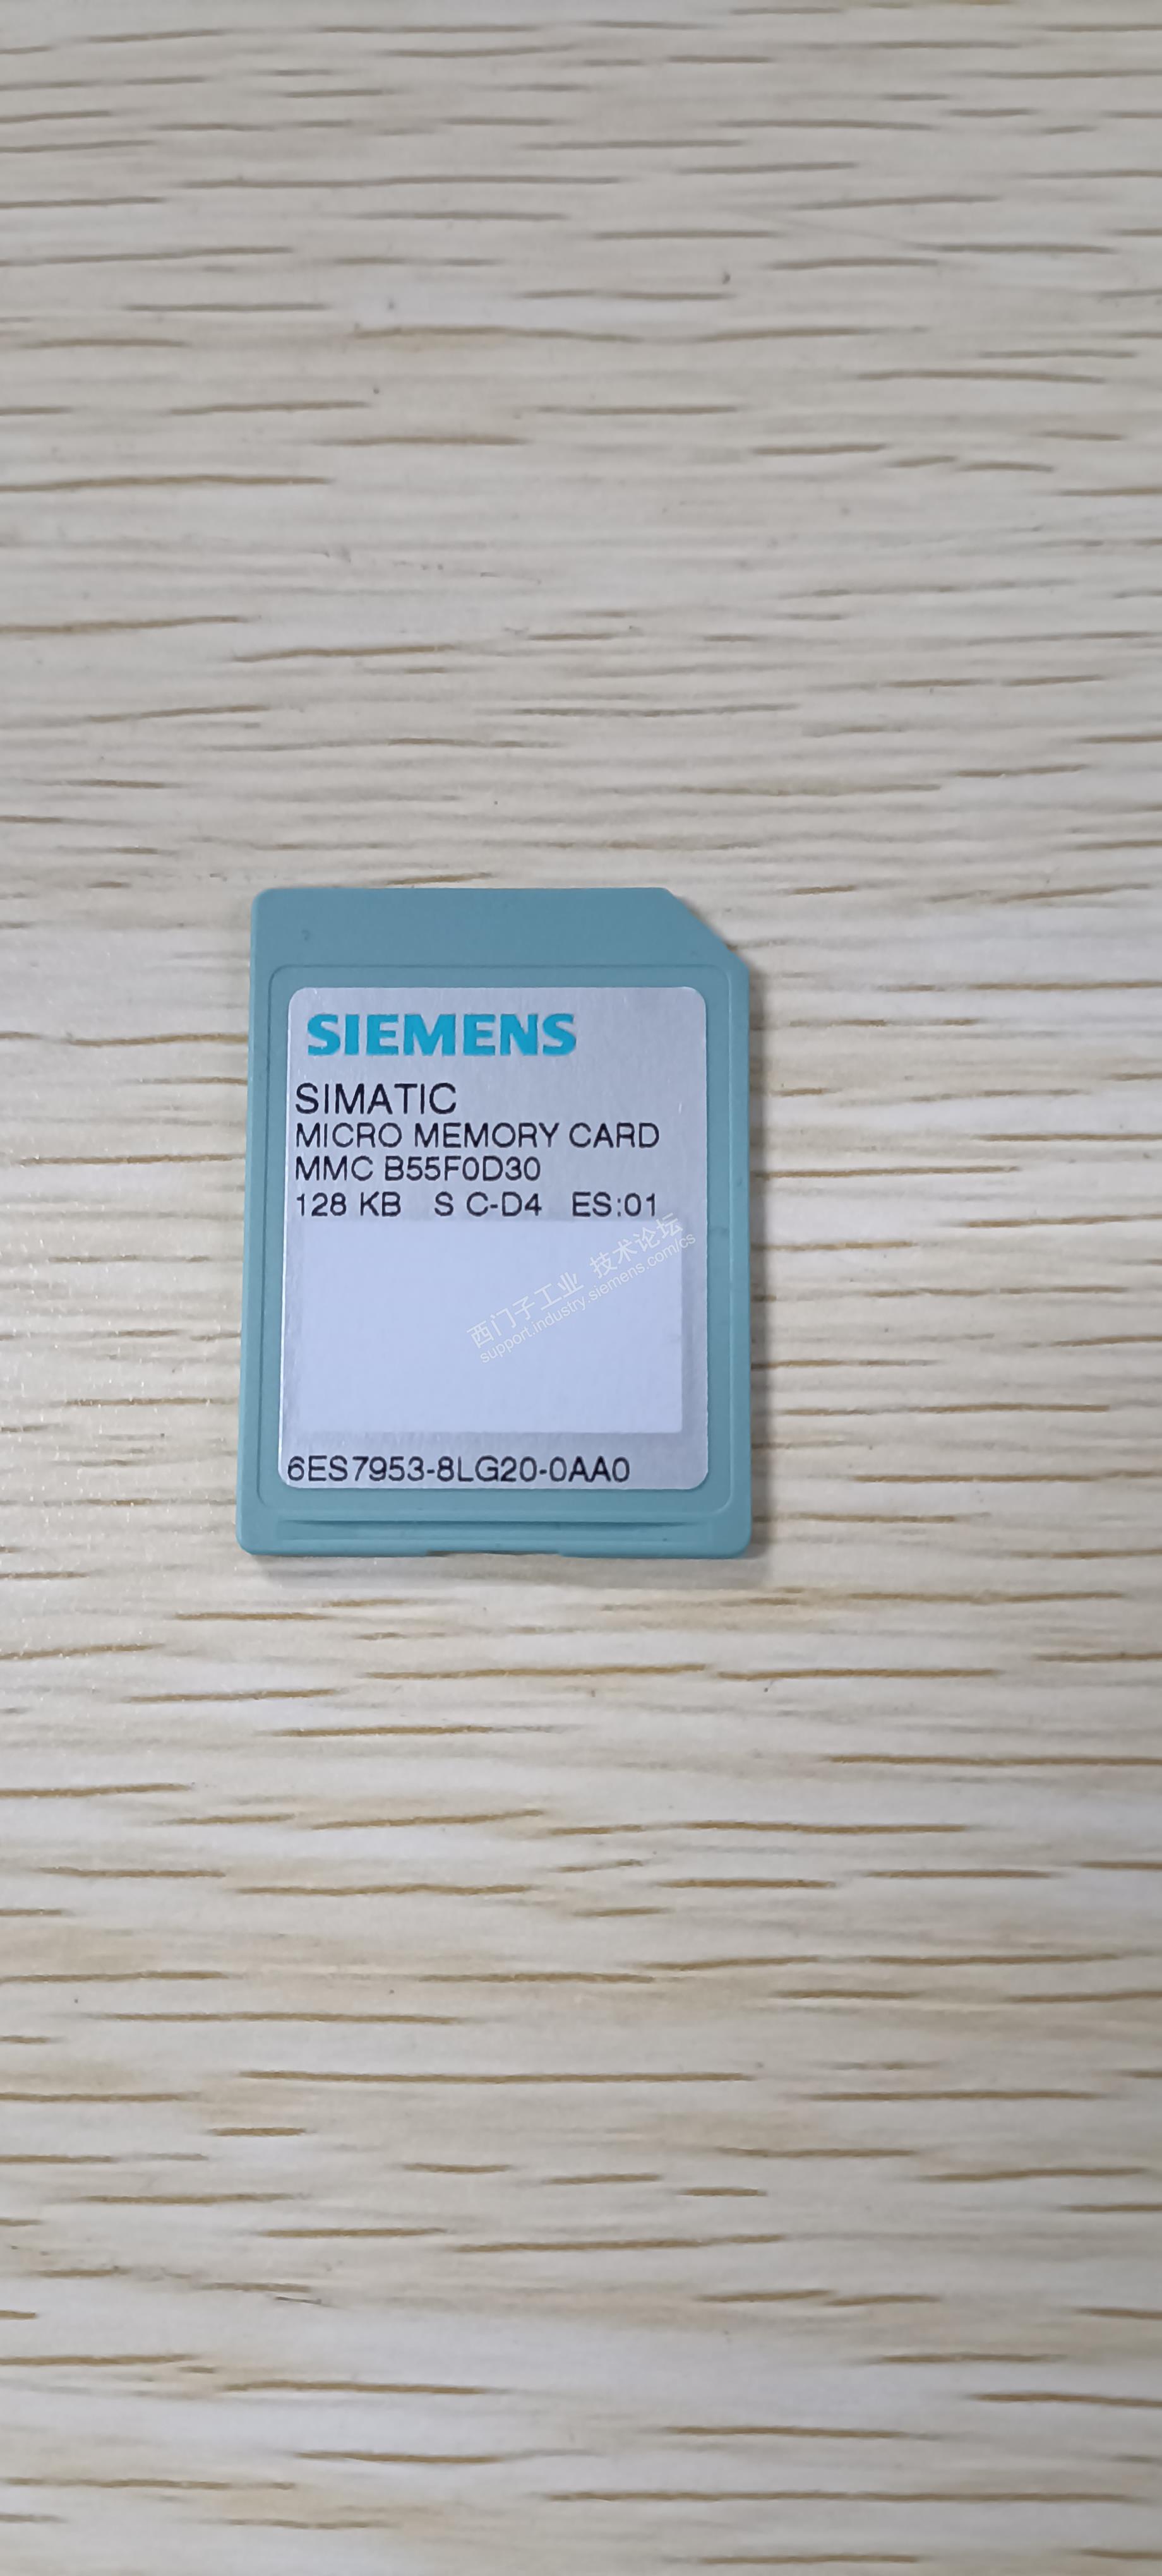 SIEMENS
SIMATIC
MICRO MEMORY CARD
MMC B55F0D30
128 KB S C-D4 ES:01
西门子工业 技术论坛
support.industry.siemens.com/cs
6ES7953-8LG20-0AA0